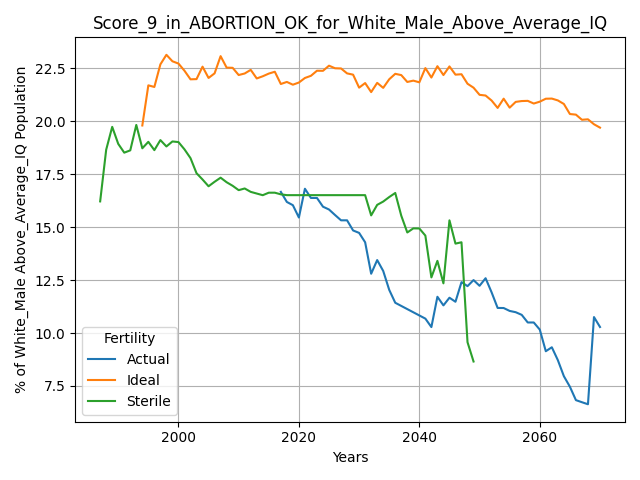 Score_9_in_ABORTION_OK_for_White_Male_Above_Average_IQ
% of White_Male Above_Average_IQ Population
22.5
20.0
17.5
15.0
12.5
10.0
7.5
Fertility
Actual
Ideal
Sterile
2000 2020 2040 2060
Years